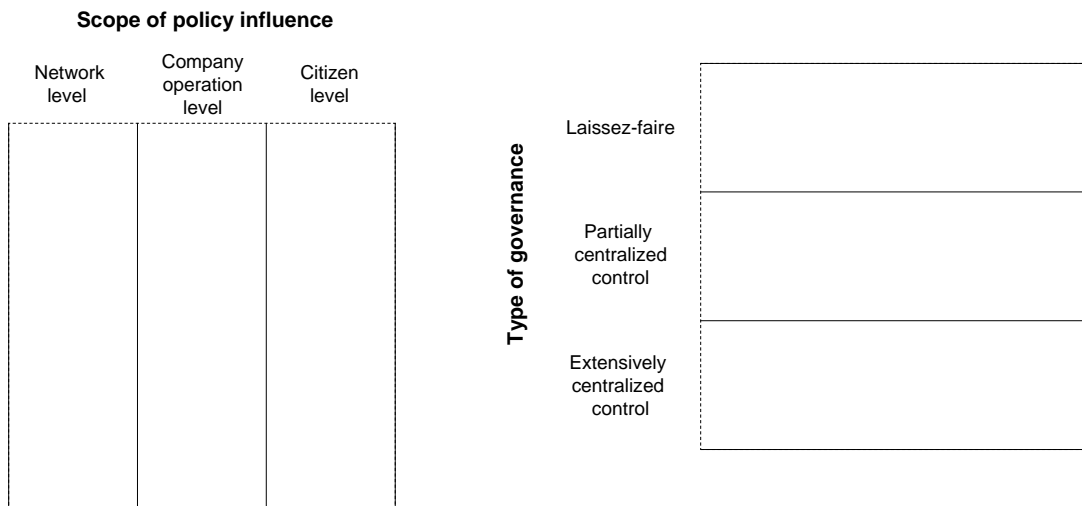 Scope of policy influence
Network
level
Company
operation
level
Citizen
level
Type of governance
Laissez-faire
Partially
centralized
control
Extensively
centralized
control